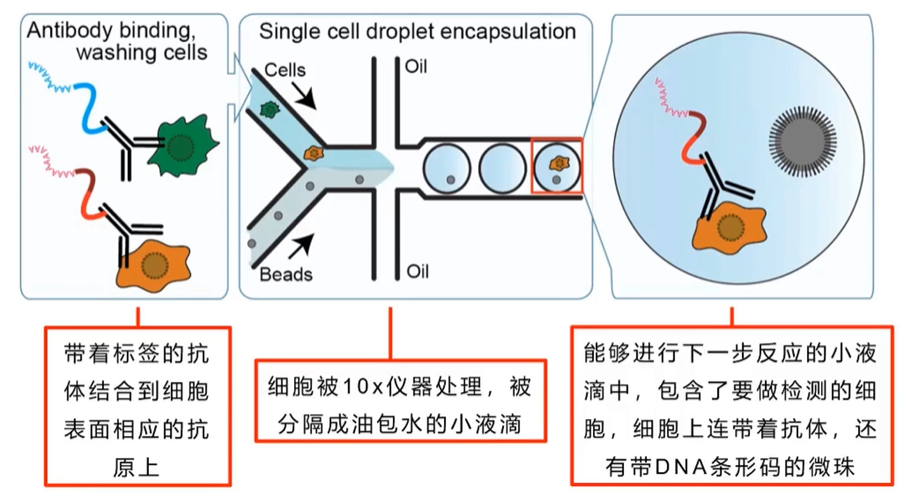 Antibody binding,
washing cells
Single cell droplet encapsulation
Cells
Oil
Beads
Oil
带着标签的抗
体结合到细胞
表面相应的抗
原上
细胞被10x仪器处理，被
分隔成油包水的小液滴
能够进行下一步反应的小液
滴中，包含了要做检测的细
胞，细胞上连带着抗体，还
有带DNA条形码的微珠